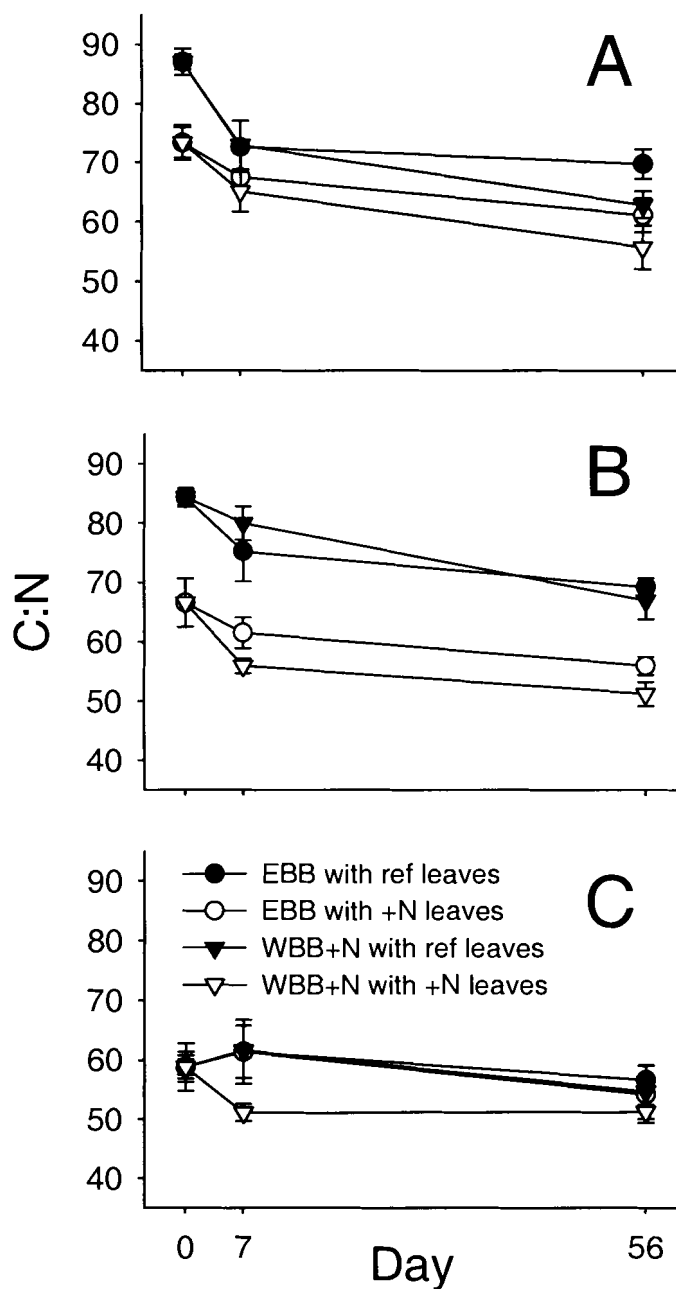 A
90
80
70
60
50
40
B
90
80
70
60
50
40
C:N
C
EBB with ref leaves
EBB with +N leaves
WBB+N with ref leaves
WBB+N with +N leaves
90
80
70
60
50
40
0 7 56
Day